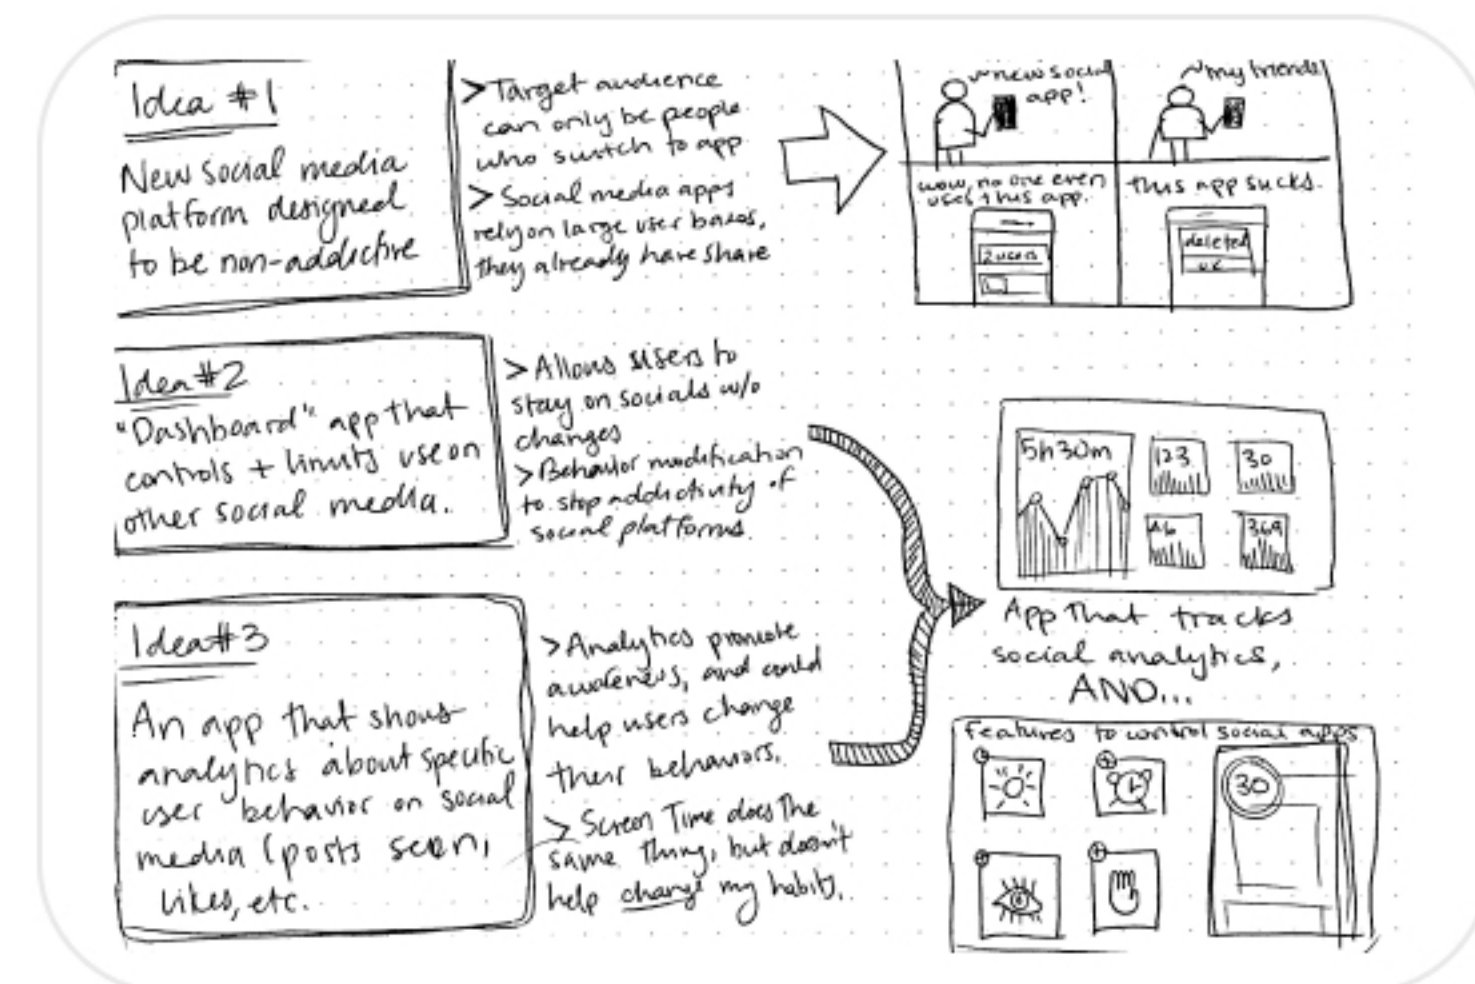 Idea #1
New social media
platform designed
to be non-addictive
> Target audience
can only be people
who switch to app
> Social media apps
rely on large user bases,
they already have share
~new social
app!
~my friends
wow, no one even
uses this app.
this app sucks.
2 users
deleted
Idea #2
"Dashboard" app that
controls + limits use on
other social media.
> Allows users to
stay on socials w/o
changes
> Behavior modification
to stop addictivity of
social platforms.
5h30m
123
30
46
369
App that tracks
social analytics,
AND...
Idea #3
An app that shows
analytics about specific
user behavior on social
media (posts seen,
likes, etc.
> Analytics promote
awareness, and could
help users change
their behaviors.
> Screen Time does the
same thing, but doesn't
help change my habits.
Features to control social apps
30